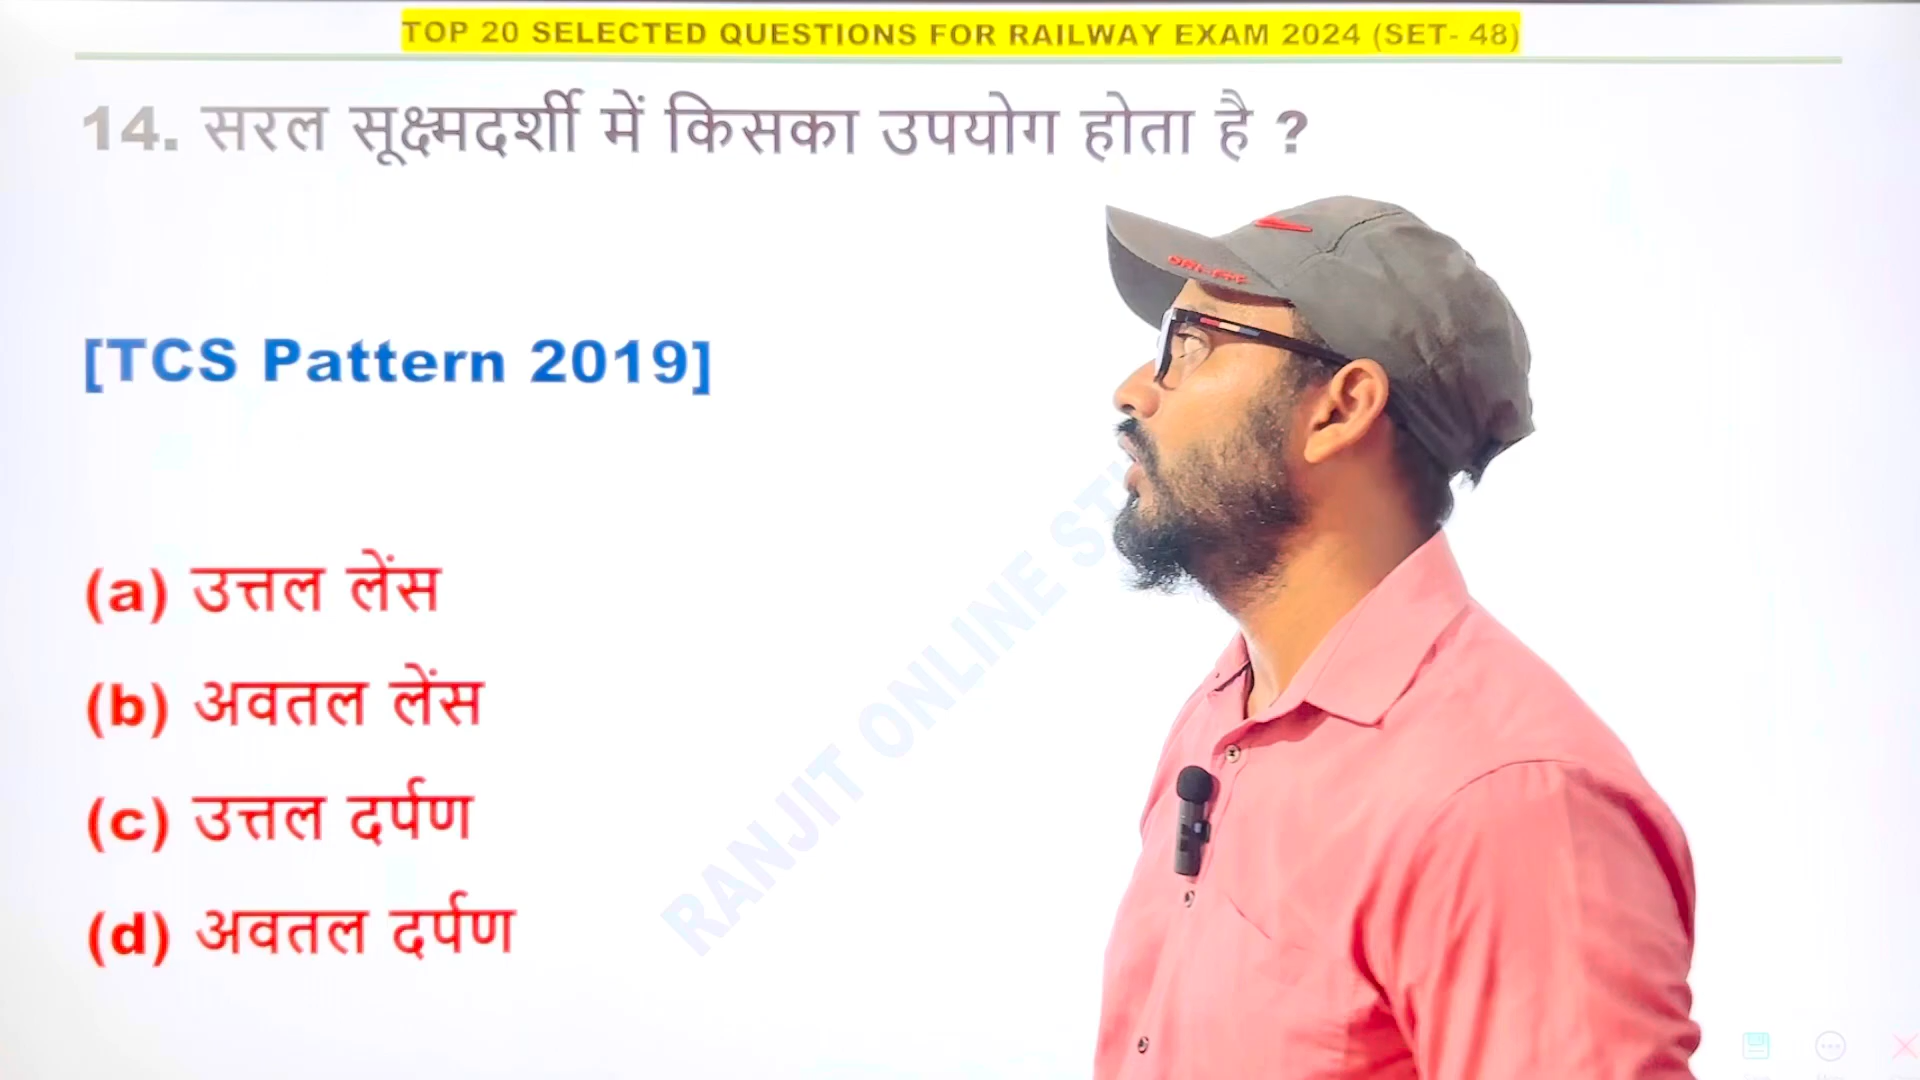 TOP 20 SELECTED QUESTIONS FOR RAILWAY EXAM 2024 (SET- 48)
14. सरल सूक्ष्मदर्शी में किसका उपयोग होता है ?
[TCS Pattern 2019]
(a) उत्तल लेंस
(b) अवतल लेंस
(c) उत्तल दर्पण
(d) अवतल दर्पण
RANJIT ONLINE